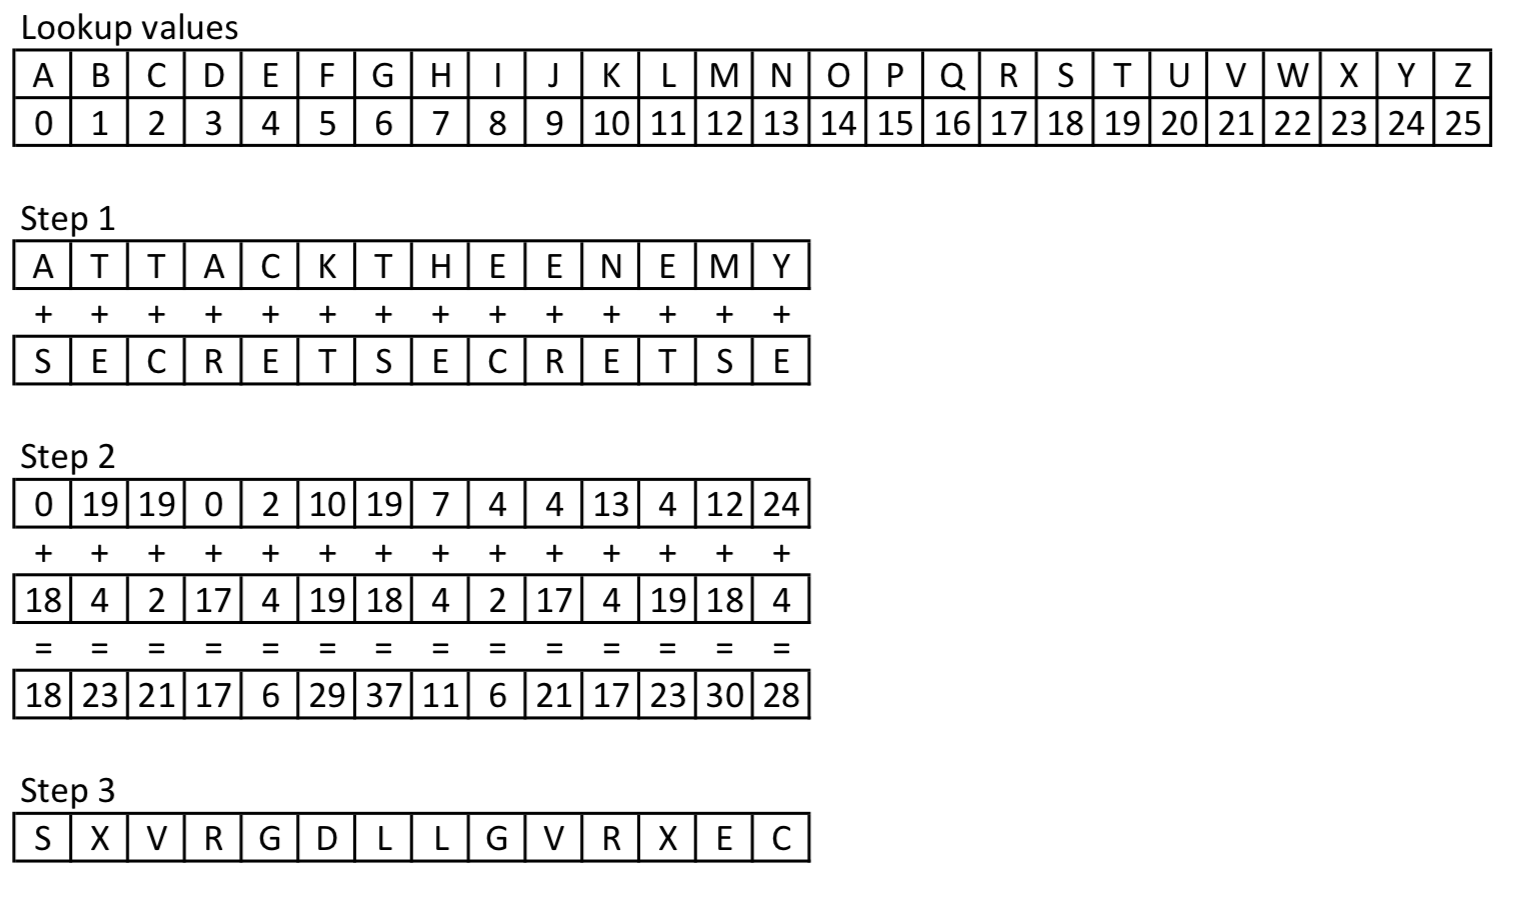 Lookup values
A B C D E F G H I J K L M N O P Q R S T U V W X Y Z
0 1 2 3 4 5 6 7 8 9 10 11 12 13 14 15 16 17 18 19 20 21 22 23 24 25
Step 1
A T T A C K T H E E N E M Y
+ + + + + + + + + + + + + +
S E C R E T S E C R E T S E
Step 2
0 19 19 0 2 10 19 7 4 4 13 4 12 24
+ + + + + + + + + + + + + +
18 4 2 17 4 19 18 4 2 17 4 19 18 4
= = = = = = = = = = = = = =
18 23 21 17 6 29 37 11 6 21 17 23 30 28
Step 3
S X V R G D L L G V R X E C